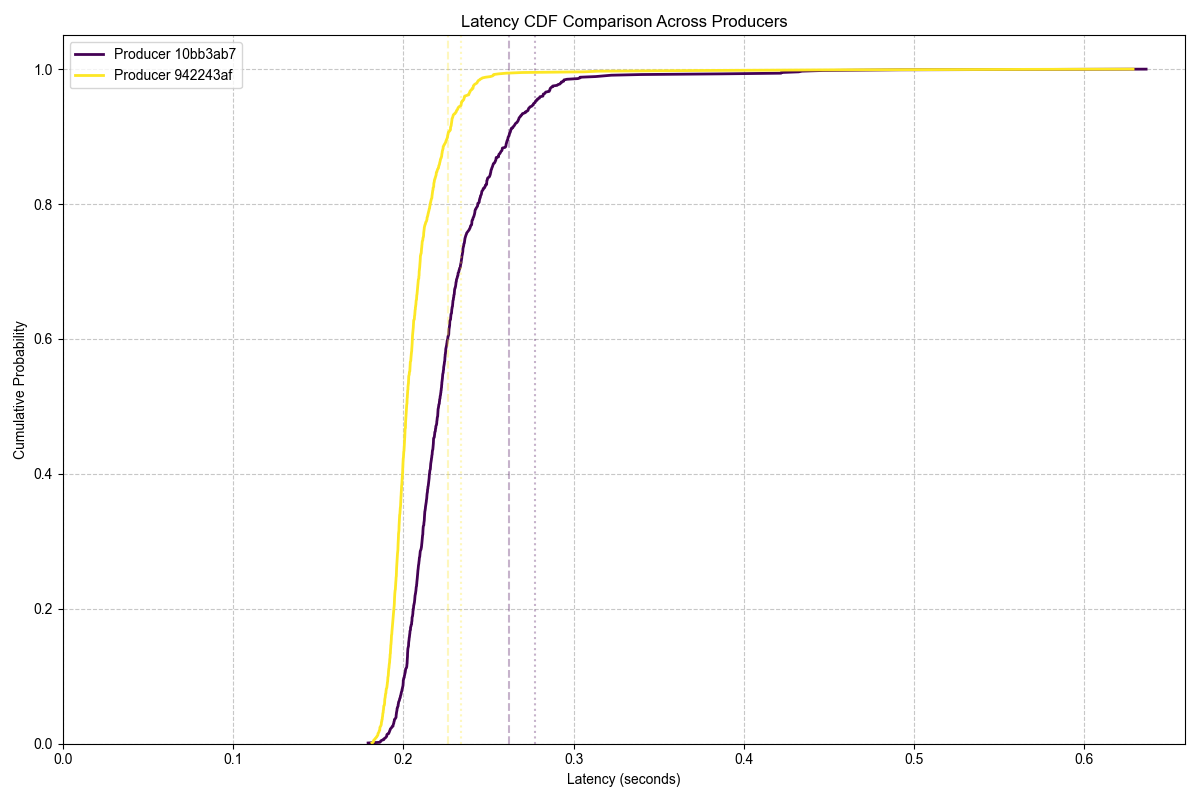 Latency CDF Comparison Across Producers
Producer 10bb3ab7
Producer 942243af
Cumulative Probability
1.0
0.8
0.6
0.4
0.2
0.0
0.0 0.1 0.2 0.3 0.4 0.5 0.6
Latency (seconds)